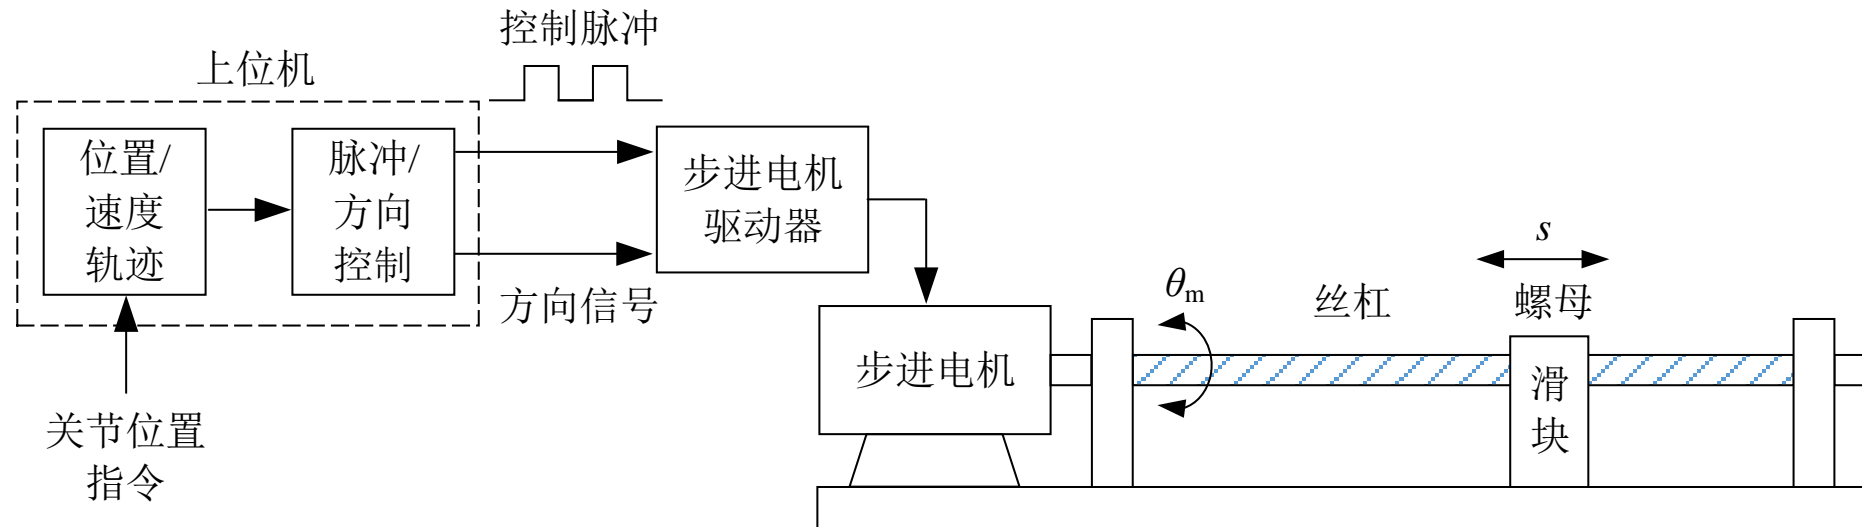 控制脉冲
上位机
位置/
速度
轨迹
脉冲/
方向
控制
步进电机
驱动器
方向信号
关节位置
指令
步进电机
θm
丝杠
s
螺母
滑
块